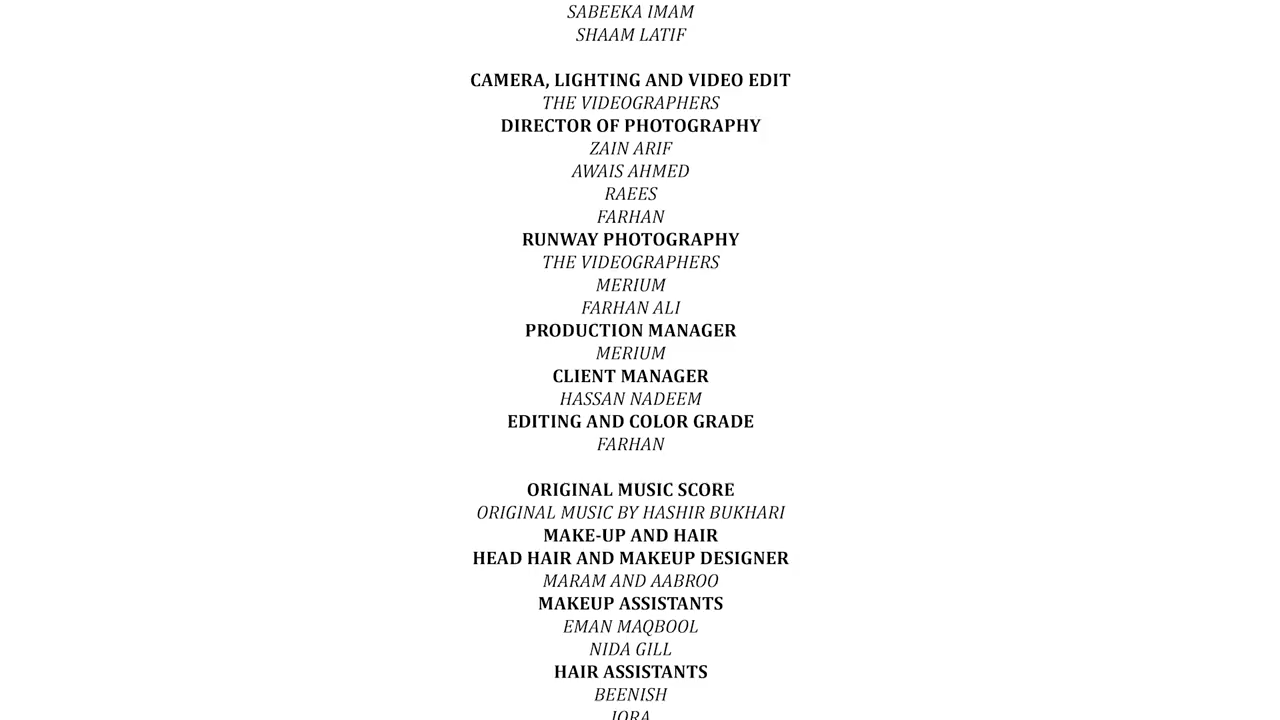 SABEEKA IMAM
SHAAM LATIF
CAMERA, LIGHTING AND VIDEO EDIT
THE VIDEOGRAPHERS
DIRECTOR OF PHOTOGRAPHY
ZAIN ARIF
AWAIS AHMED
RAEES
FARHAN
RUNWAY PHOTOGRAPHY
THE VIDEOGRAPHERS
MERIUM
FARHAN ALI
PRODUCTION MANAGER
MERIUM
CLIENT MANAGER
HASSAN NADEEM
EDITING AND COLOR GRADE
FARHAN
ORIGINAL MUSIC SCORE
ORIGINAL MUSIC BY HASHIR BUKHARI
MAKE-UP AND HAIR
HEAD HAIR AND MAKEUP DESIGNER
MARAM AND AABROO
MAKEUP ASSISTANTS
EMAN MAQBOOL
NIDA GILL
HAIR ASSISTANTS
BEENISH